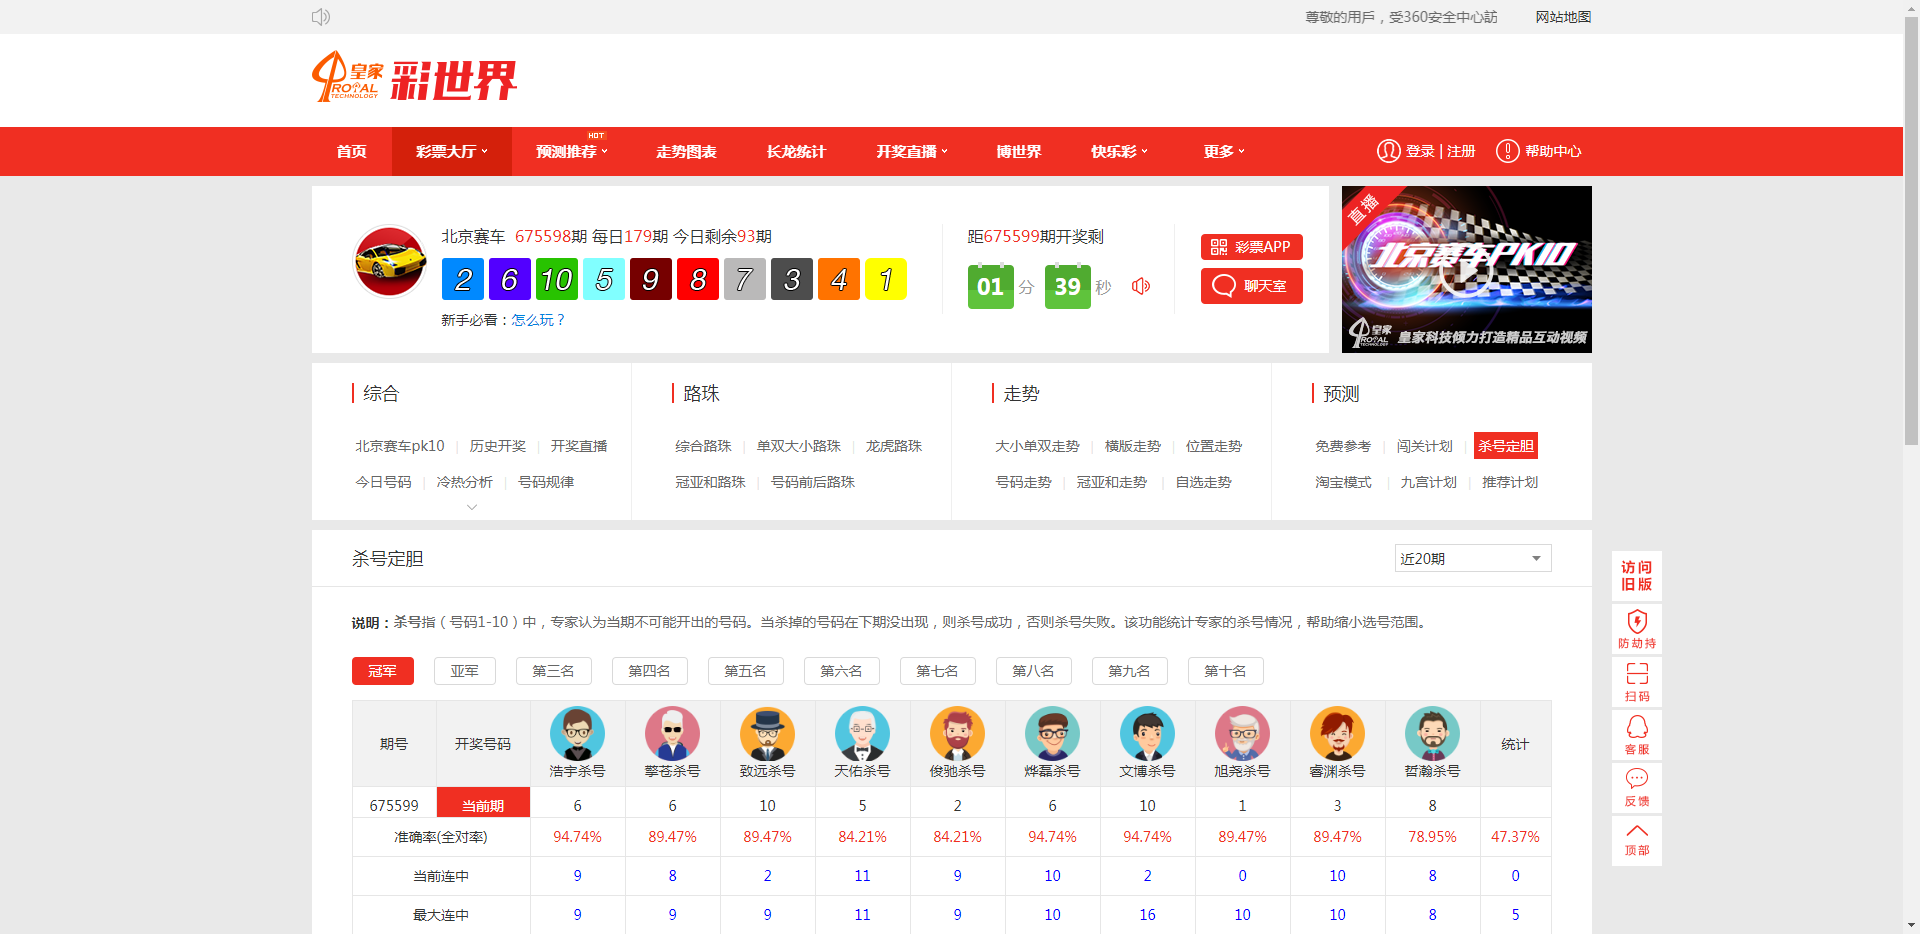 尊敬的用戶，受360安全中心訪 网站地图
皇家 ROYAL TECHNOLOGY 彩世界
首页 彩票大厅 预测推荐 HOT 走势图表 长龙统计 开奖直播 博世界 快乐彩 更多 登录 | 注册 帮助中心
北京赛车 675598期 每日179期 今日剩余93期
2 6 10 5 9 8 7 3 4 1
新手必看：怎么玩？
距675599期开奖剩
01 分 39 秒
彩票APP
聊天室
直播
北京赛车PK10
皇家 ROYAL TECHNOLOGY 皇家科技倾力打造精品互动视频
综合
北京赛车pk10 | 历史开奖 | 开奖直播
今日号码 | 冷热分析 | 号码规律
路珠
综合路珠 | 单双大小路珠 | 龙虎路珠
冠亚和路珠 | 号码前后路珠
走势
大小单双走势 | 横版走势 | 位置走势
号码走势 | 冠亚和走势 | 自选走势
预测
免费参考 | 闯关计划 | 杀号定胆
淘宝模式 | 九宫计划 | 推荐计划
杀号定胆 近20期
说明：杀号指（号码1-10）中，专家认为当期不可能开出的号码。当杀掉的号码在下期没出现，则杀号成功，否则杀号失败。该功能统计专家的杀号情况，帮助缩小选号范围。
冠军 亚军 第三名 第四名 第五名 第六名 第七名 第八名 第九名 第十名
期号 开奖号码 浩宇杀号 擎苍杀号 致远杀号 天佑杀号 俊驰杀号 烨磊杀号 文博杀号 旭尧杀号 睿渊杀号 哲瀚杀号 统计
675599 当前期 6 6 10 5 2 6 10 1 3 8
准确率(全对率) 94.74% 89.47% 89.47% 84.21% 84.21% 94.74% 94.74% 89.47% 89.47% 78.95% 47.37%
当前连中 9 8 2 11 9 10 2 0 10 8 0
最大连中 9 9 9 11 9 10 16 10 10 8 5
访问
旧版
防劫持
扫码
客服
反馈
顶部